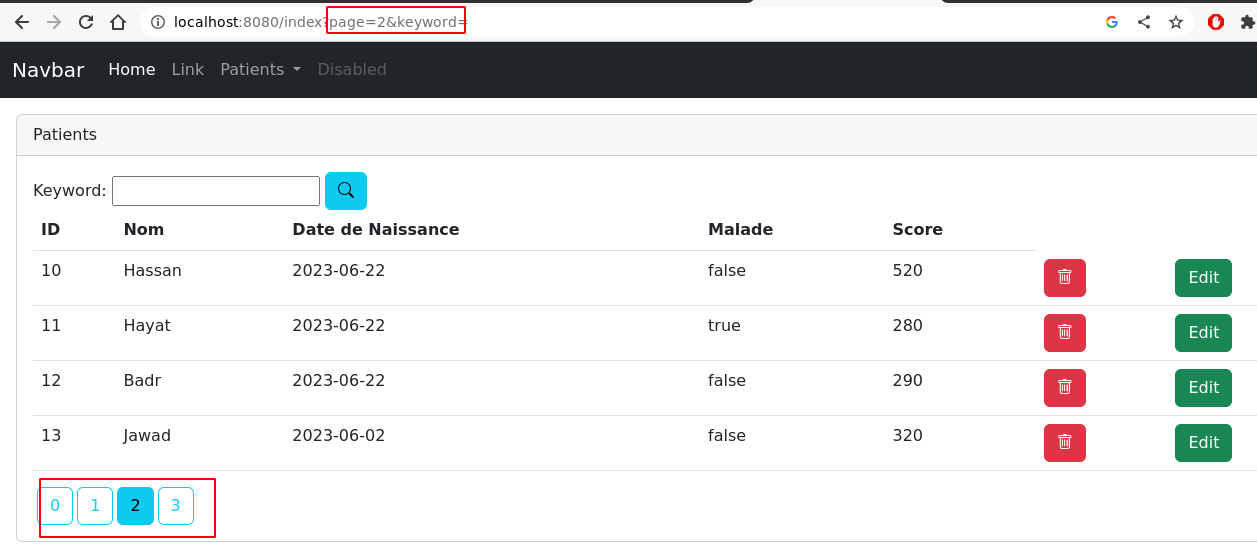 localhost:8080/index?page=2&keyword=
Navbar Home Link Patients Disabled
Patients
Keyword:
ID Nom Date de Naissance Malade Score
10 Hassan 2023-06-22 false 520 Edit
11 Hayat 2023-06-22 true 280 Edit
12 Badr 2023-06-22 false 290 Edit
13 Jawad 2023-06-02 false 320 Edit
0 1 2 3